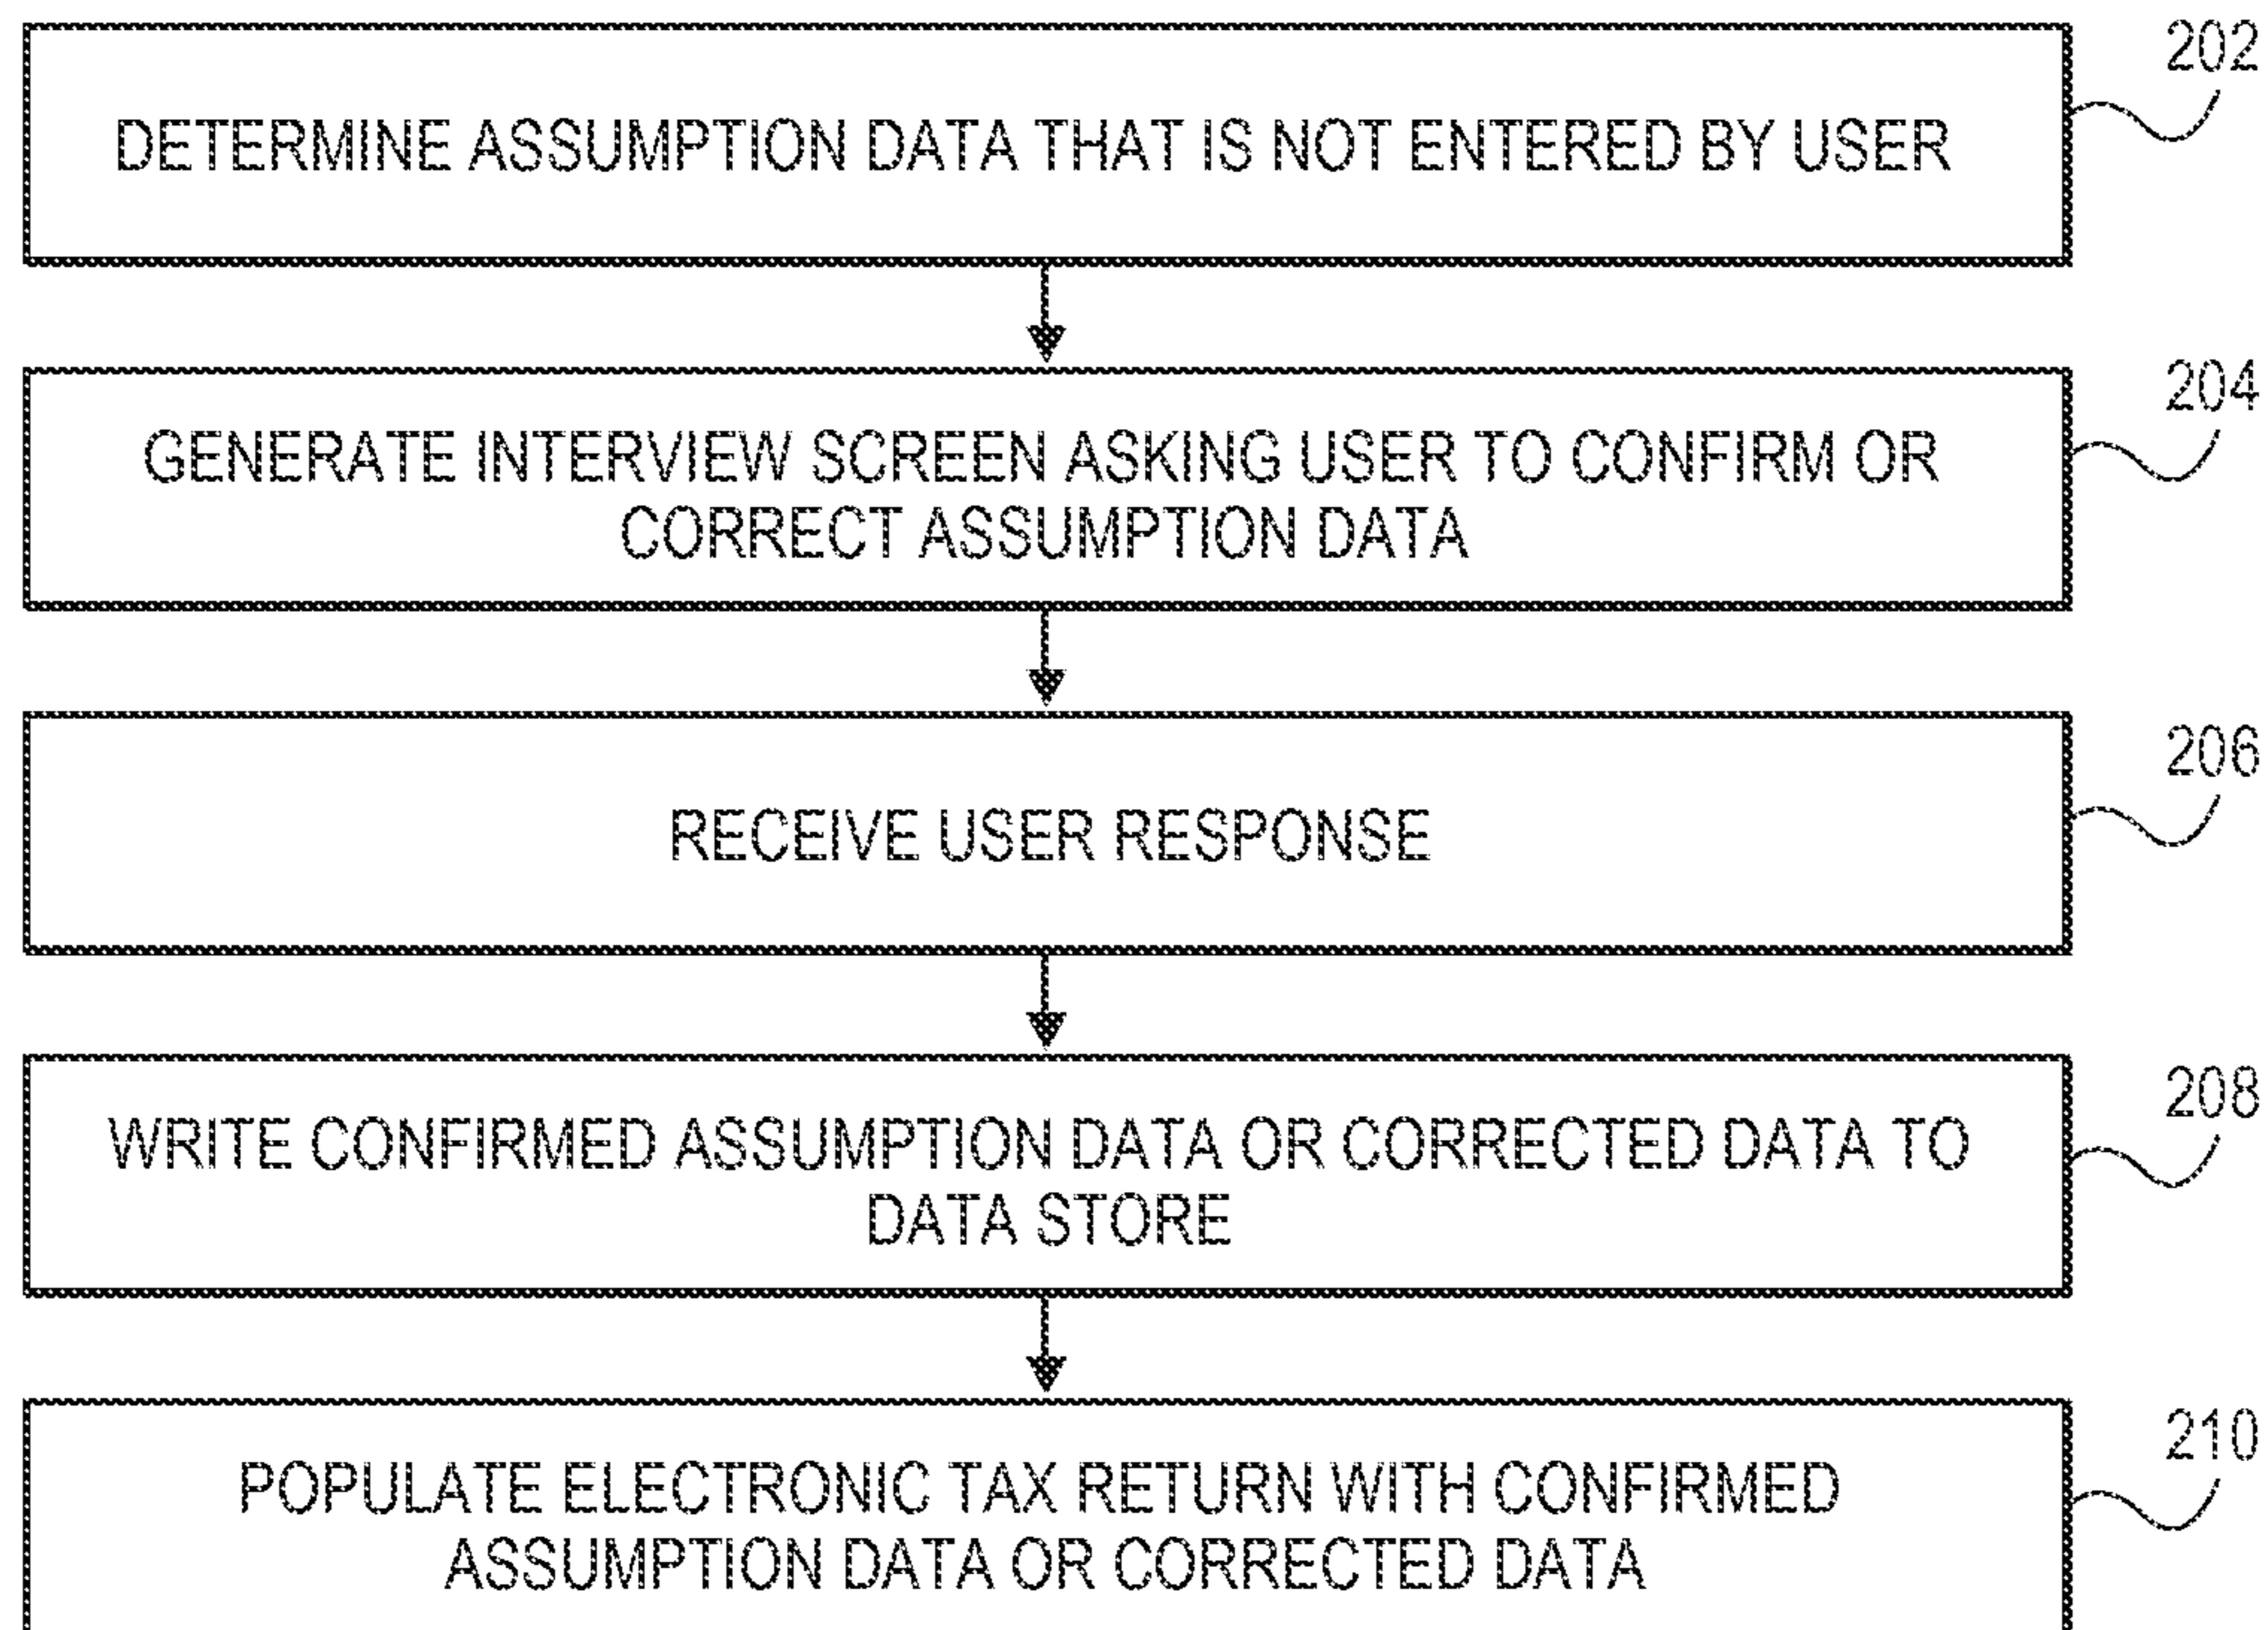 202
DETERMINE ASSUMPTION DATA THAT IS NOT ENTERED BY USER
204
GENERATE INTERVIEW SCREEN ASKING USER TO CONFIRM OR
CORRECT ASSUMPTION DATA
206
RECEIVE USER RESPONSE
208
WRITE CONFIRMED ASSUMPTION DATA OR CORRECTED DATA TO
DATA STORE
210
POPULATE ELECTRONIC TAX RETURN WITH CONFIRMED
ASSUMPTION DATA OR CORRECTED DATA